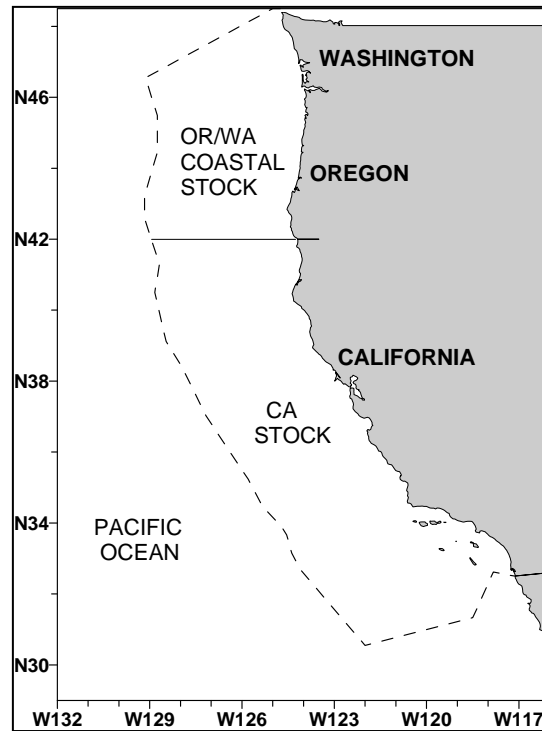 WASHINGTON
N46
OR/WA
COASTAL
STOCK
OREGON
N42
CALIFORNIA
N38
CA
STOCK
N34
PACIFIC
OCEAN
N30
W132 W129 W126 W123 W120 W117